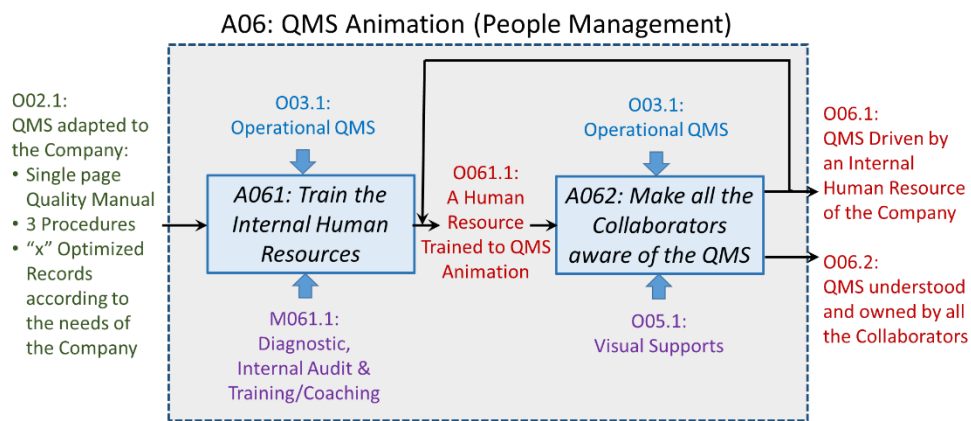 A06: QMS Animation (People Management)
O02.1:
QMS adapted to
the Company:
• Single page
Quality Manual
• 3 Procedures
• “x” Optimized
Records
according to
the needs of
the Company
O03.1:
Operational QMS
A061: Train the
Internal Human
Resources
M061.1:
Diagnostic,
Internal Audit &
Training/Coaching
O061.1:
A Human
Resource
Trained to QMS
Animation
O03.1:
Operational QMS
A062: Make all the
Collaborators
aware of the QMS
O05.1:
Visual Supports
O06.1:
QMS Driven by
an Internal
Human Resource
of the Company
O06.2:
QMS understood
and owned by all
the Collaborators